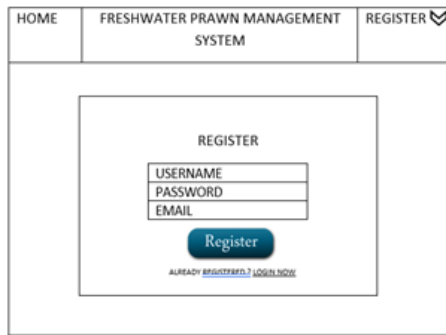 HOME
FRESHWATER PRAWN MANAGEMENT
SYSTEM
REGISTER
REGISTER
USERNAME
PASSWORD
EMAIL
Register
ALREADY REGISTERED ? LOGIN NOW